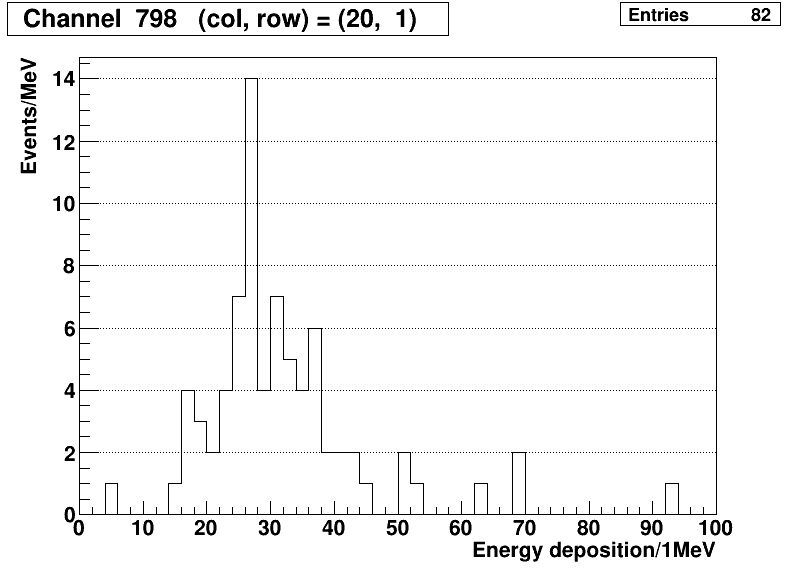 Channel 798 (col, row) = (20, 1)
Entries 82
Events/MeV
14
12
10
8
6
4
2
0
0 10 20 30 40 50 60 70 80 90 100
Energy deposition/1MeV